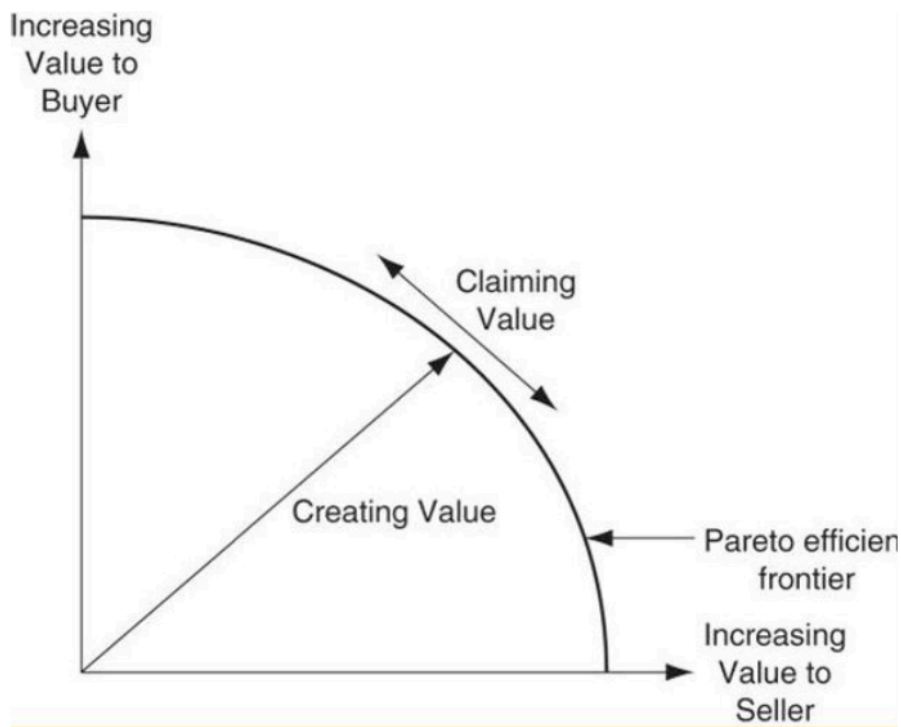 Increasing
Value to
Buyer
Claiming
Value
Creating Value
Pareto efficien
frontier
Increasing
Value to
Seller